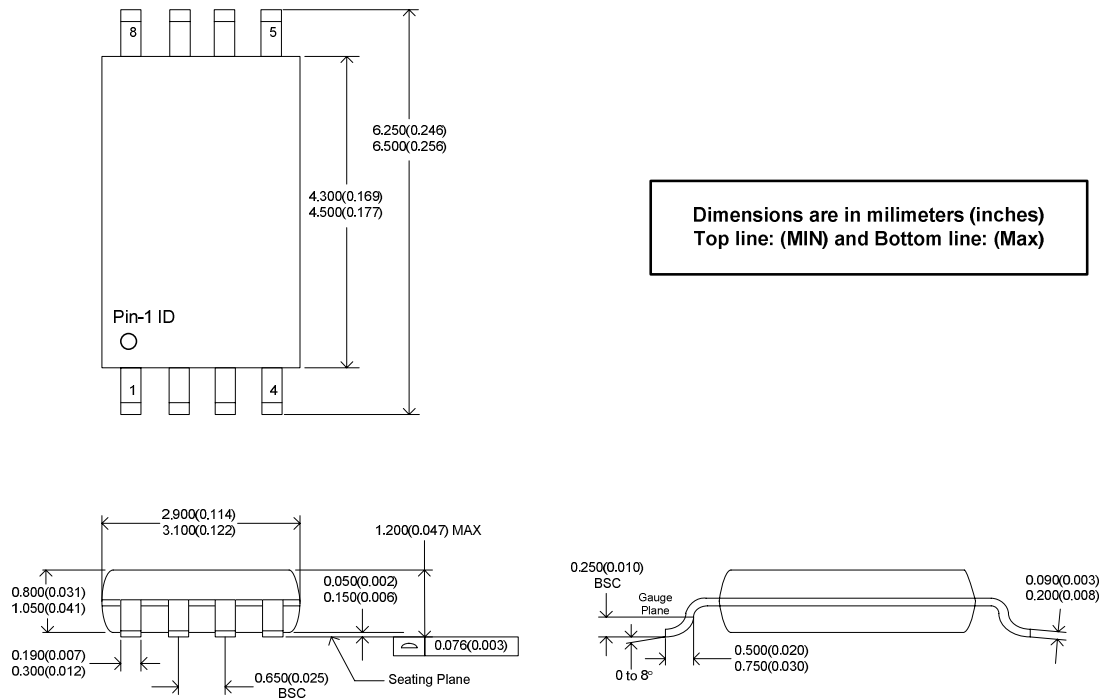 8
5
6.250(0.246)
6.500(0.256)
4.300(0.169)
4.500(0.177)
Dimensions are in milimeters (inches)
Top line: (MIN) and Bottom line: (Max)
Pin-1 ID
1
4
2.900(0.114)
3.100(0.122)
1.200(0.047) MAX
0.800(0.031)
1.050(0.041)
0.050(0.002)
0.150(0.006)
0.076(0.003)
0.190(0.007)
0.300(0.012)
0.650(0.025)
BSC
Seating Plane
0.250(0.010)
BSC
Gauge
Plane
0.090(0.003)
0.200(0.008)
0.500(0.020)
0.750(0.030)
0 to 8°